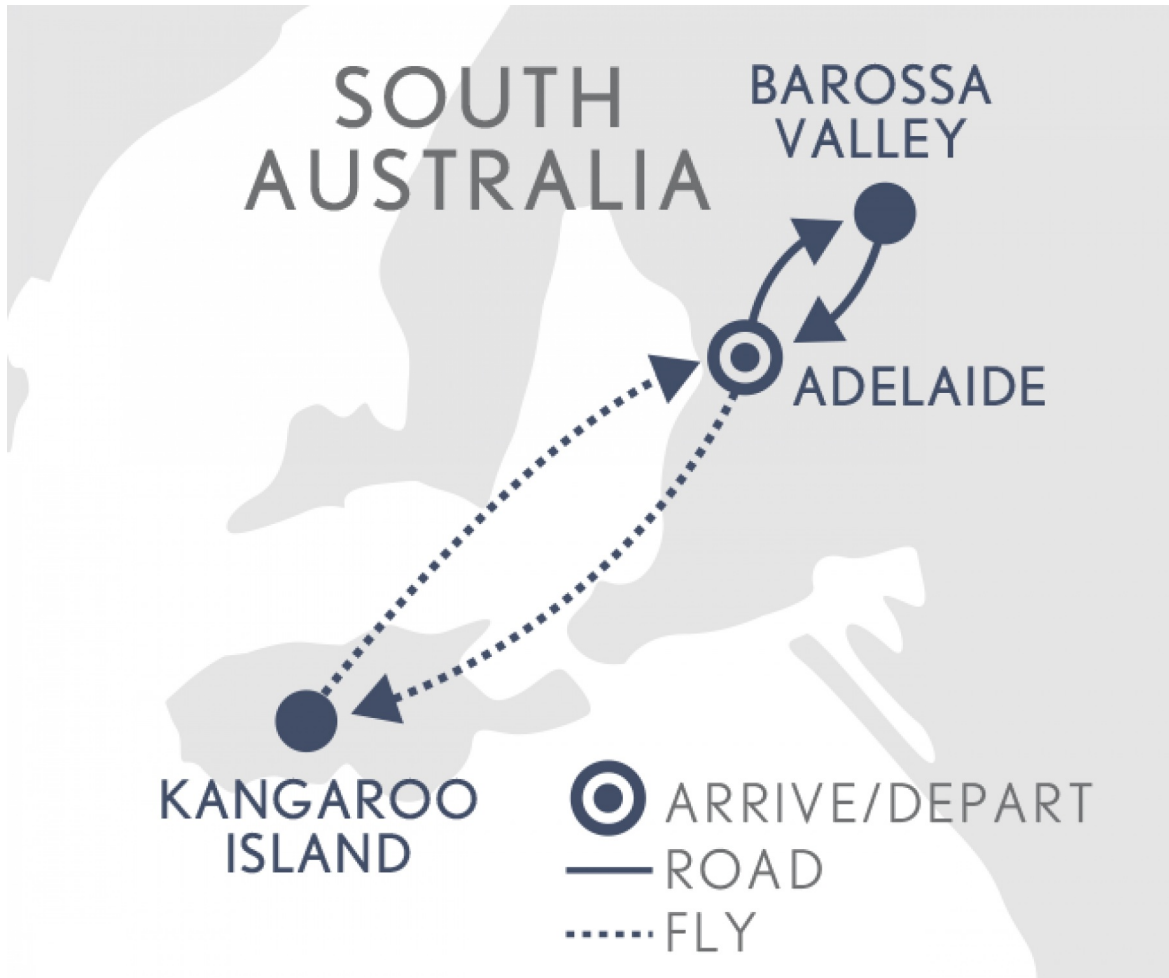 SOUTH
AUSTRALIA
BAROSSA
VALLEY
ADELAIDE
KANGAROO
ISLAND
ARRIVE/DEPART
ROAD
FLY